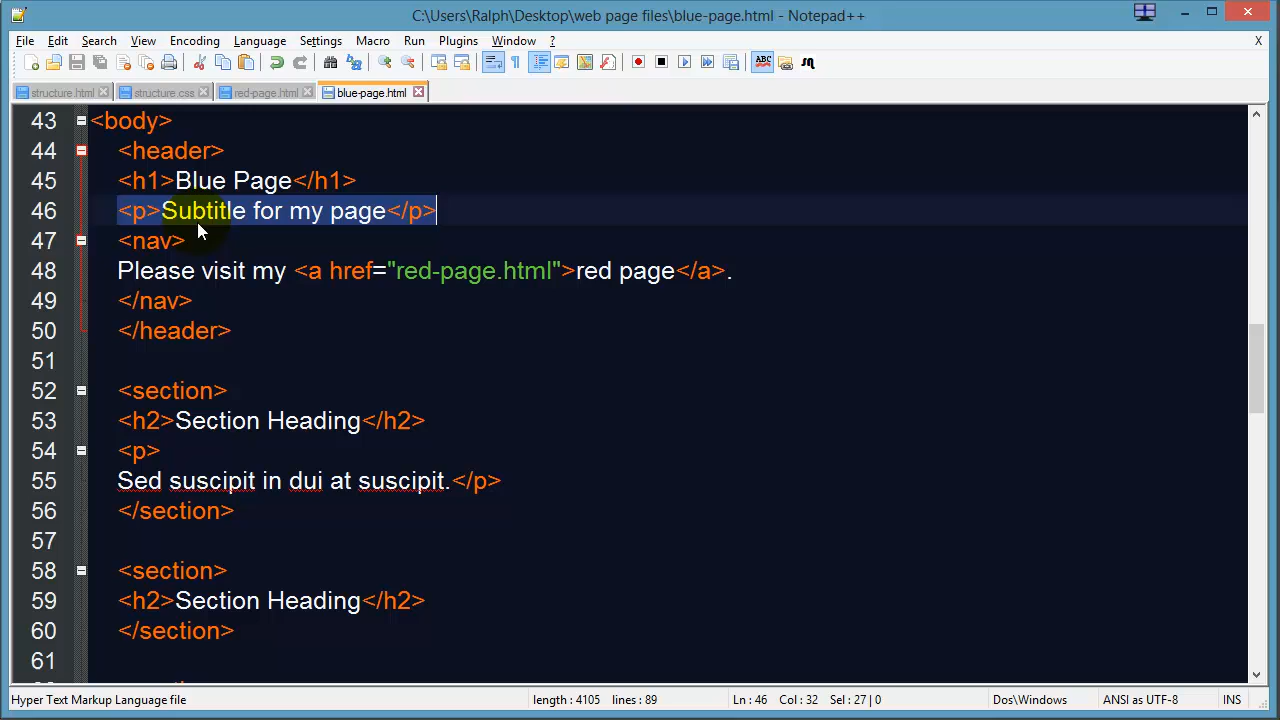 C:\Users\Ralph\Desktop\web page files\blue-page.html - Notepad++
File Edit Search View Encoding Language Settings Macro Run Plugins Window ? X
structure.html structure.css red-page.html blue-page.html
43 <body>
44 <header>
45 <h1>Blue Page</h1>
46 <p>Subtitle for my page</p>
47 <nav>
48 Please visit my <a href="red-page.html">red page</a>.
49 </nav>
50 </header>
51
52 <section>
53 <h2>Section Heading</h2>
54 <p>
55 Sed suscipit in dui at suscipit.</p>
56 </section>
57
58 <section>
59 <h2>Section Heading</h2>
60 </section>
61
Hyper Text Markup Language file length : 4105 lines : 89 Ln : 46 Col : 32 Sel : 27 | 0 Dos\Windows ANSI as UTF-8 INS